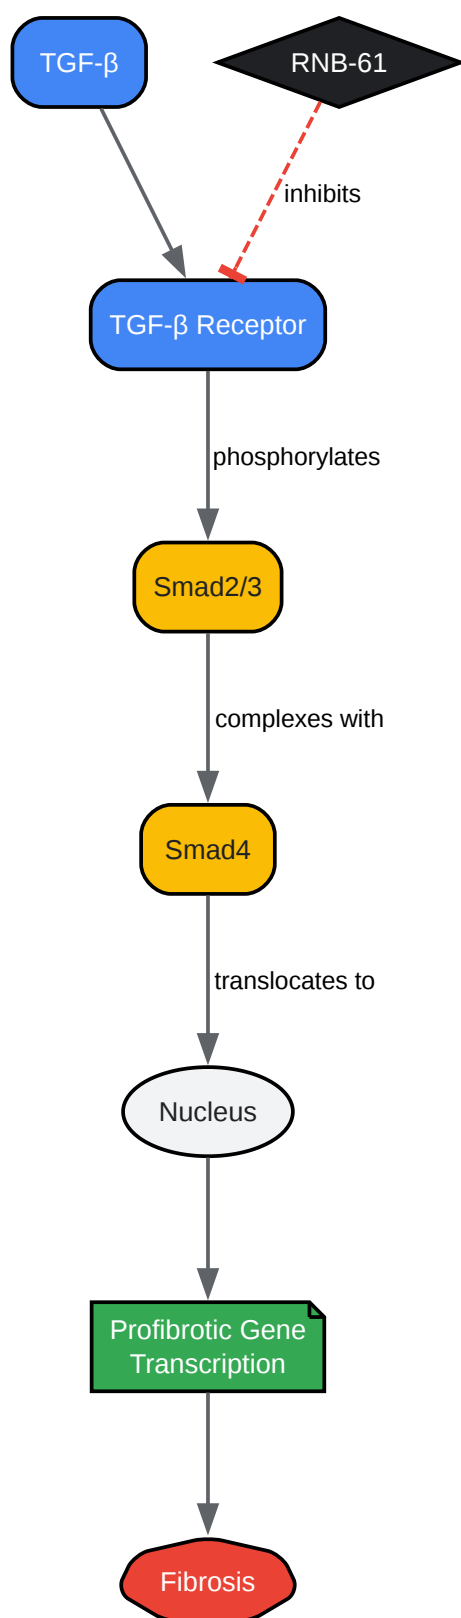 TGF-β
RNB-61
inhibits
TGF-β Receptor
phosphorylates
Smad2/3
complexes with
Smad4
translocates to
Nucleus
Profibrotic Gene
Transcription
Fibrosis